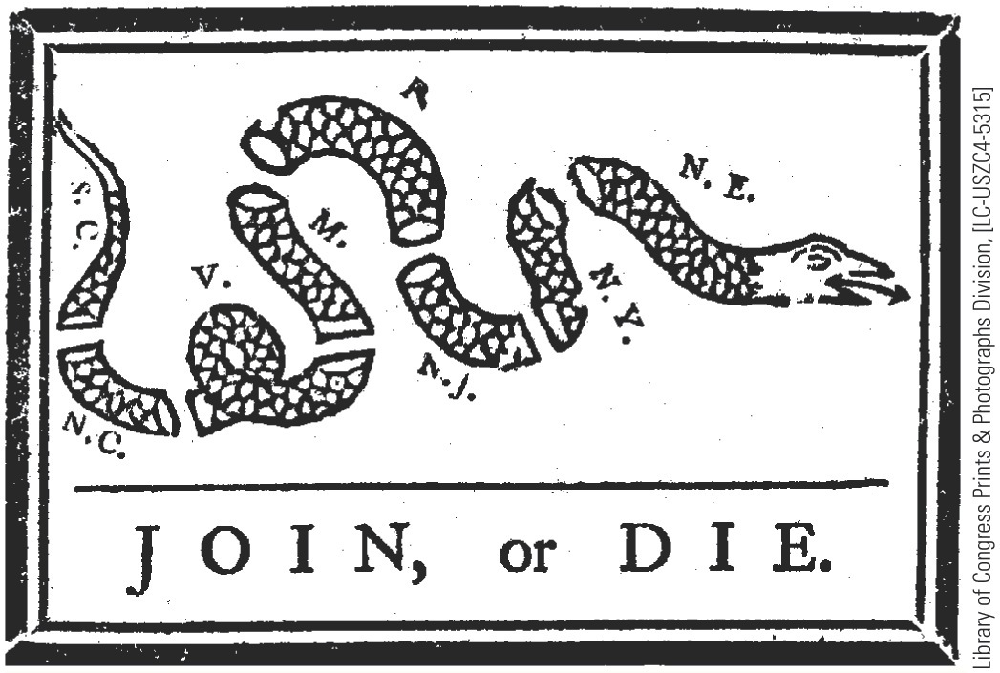 R
N. E.
S. C.
M.
V.
N. Y.
N. J.
N. C.
JOIN, or DIE.
Library of Congress Prints & Photographs Division, [LC-USZC4-5315]